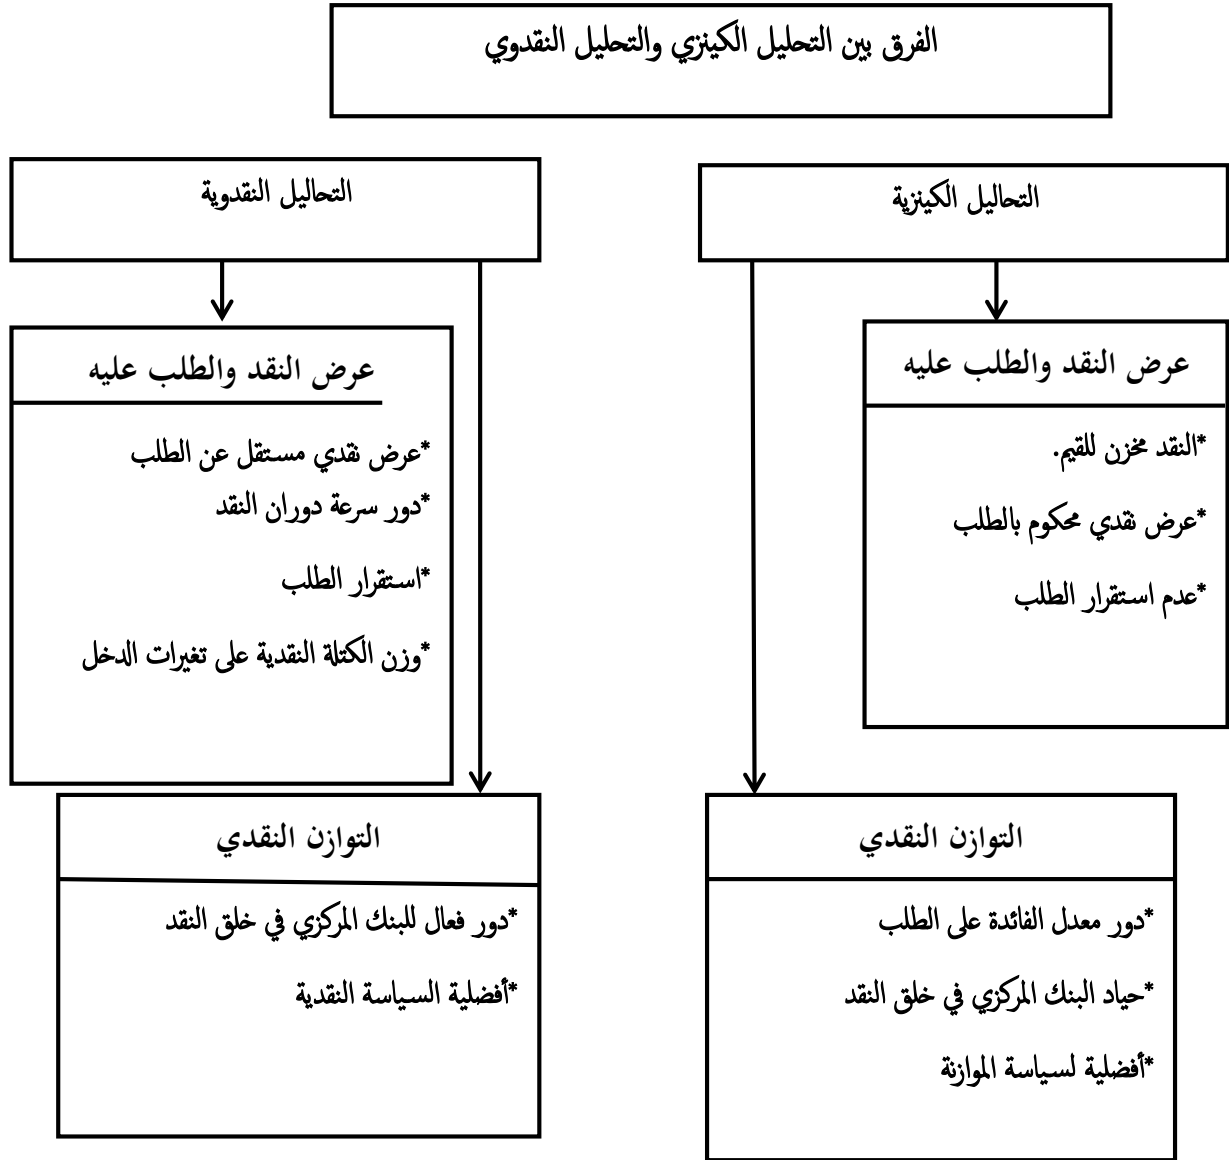 الفرق بين التحليل الكينزي والتحليل النقدوي
التحاليل الكينزية
عرض النقد والطلب عليه
*النقد مخزن للقيم.
*عرض نقدي محكوم بالطلب
*عدم استقرار الطلب
التوازن النقدي
*دور معدل الفائدة على الطلب
*حياد البنك المركزي في خلق النقد
*أفضلية لسياسة الموازنة
التحاليل النقدوية
عرض النقد والطلب عليه
*عرض نقدي مستقل عن الطلب
*دور سرعة دوران النقد
*استقرار الطلب
*وزن الكتلة النقدية على تغيرات الدخل
التوازن النقدي
*دور فعال للبنك المركزي في خلق النقد
*أفضلية السياسة النقدية